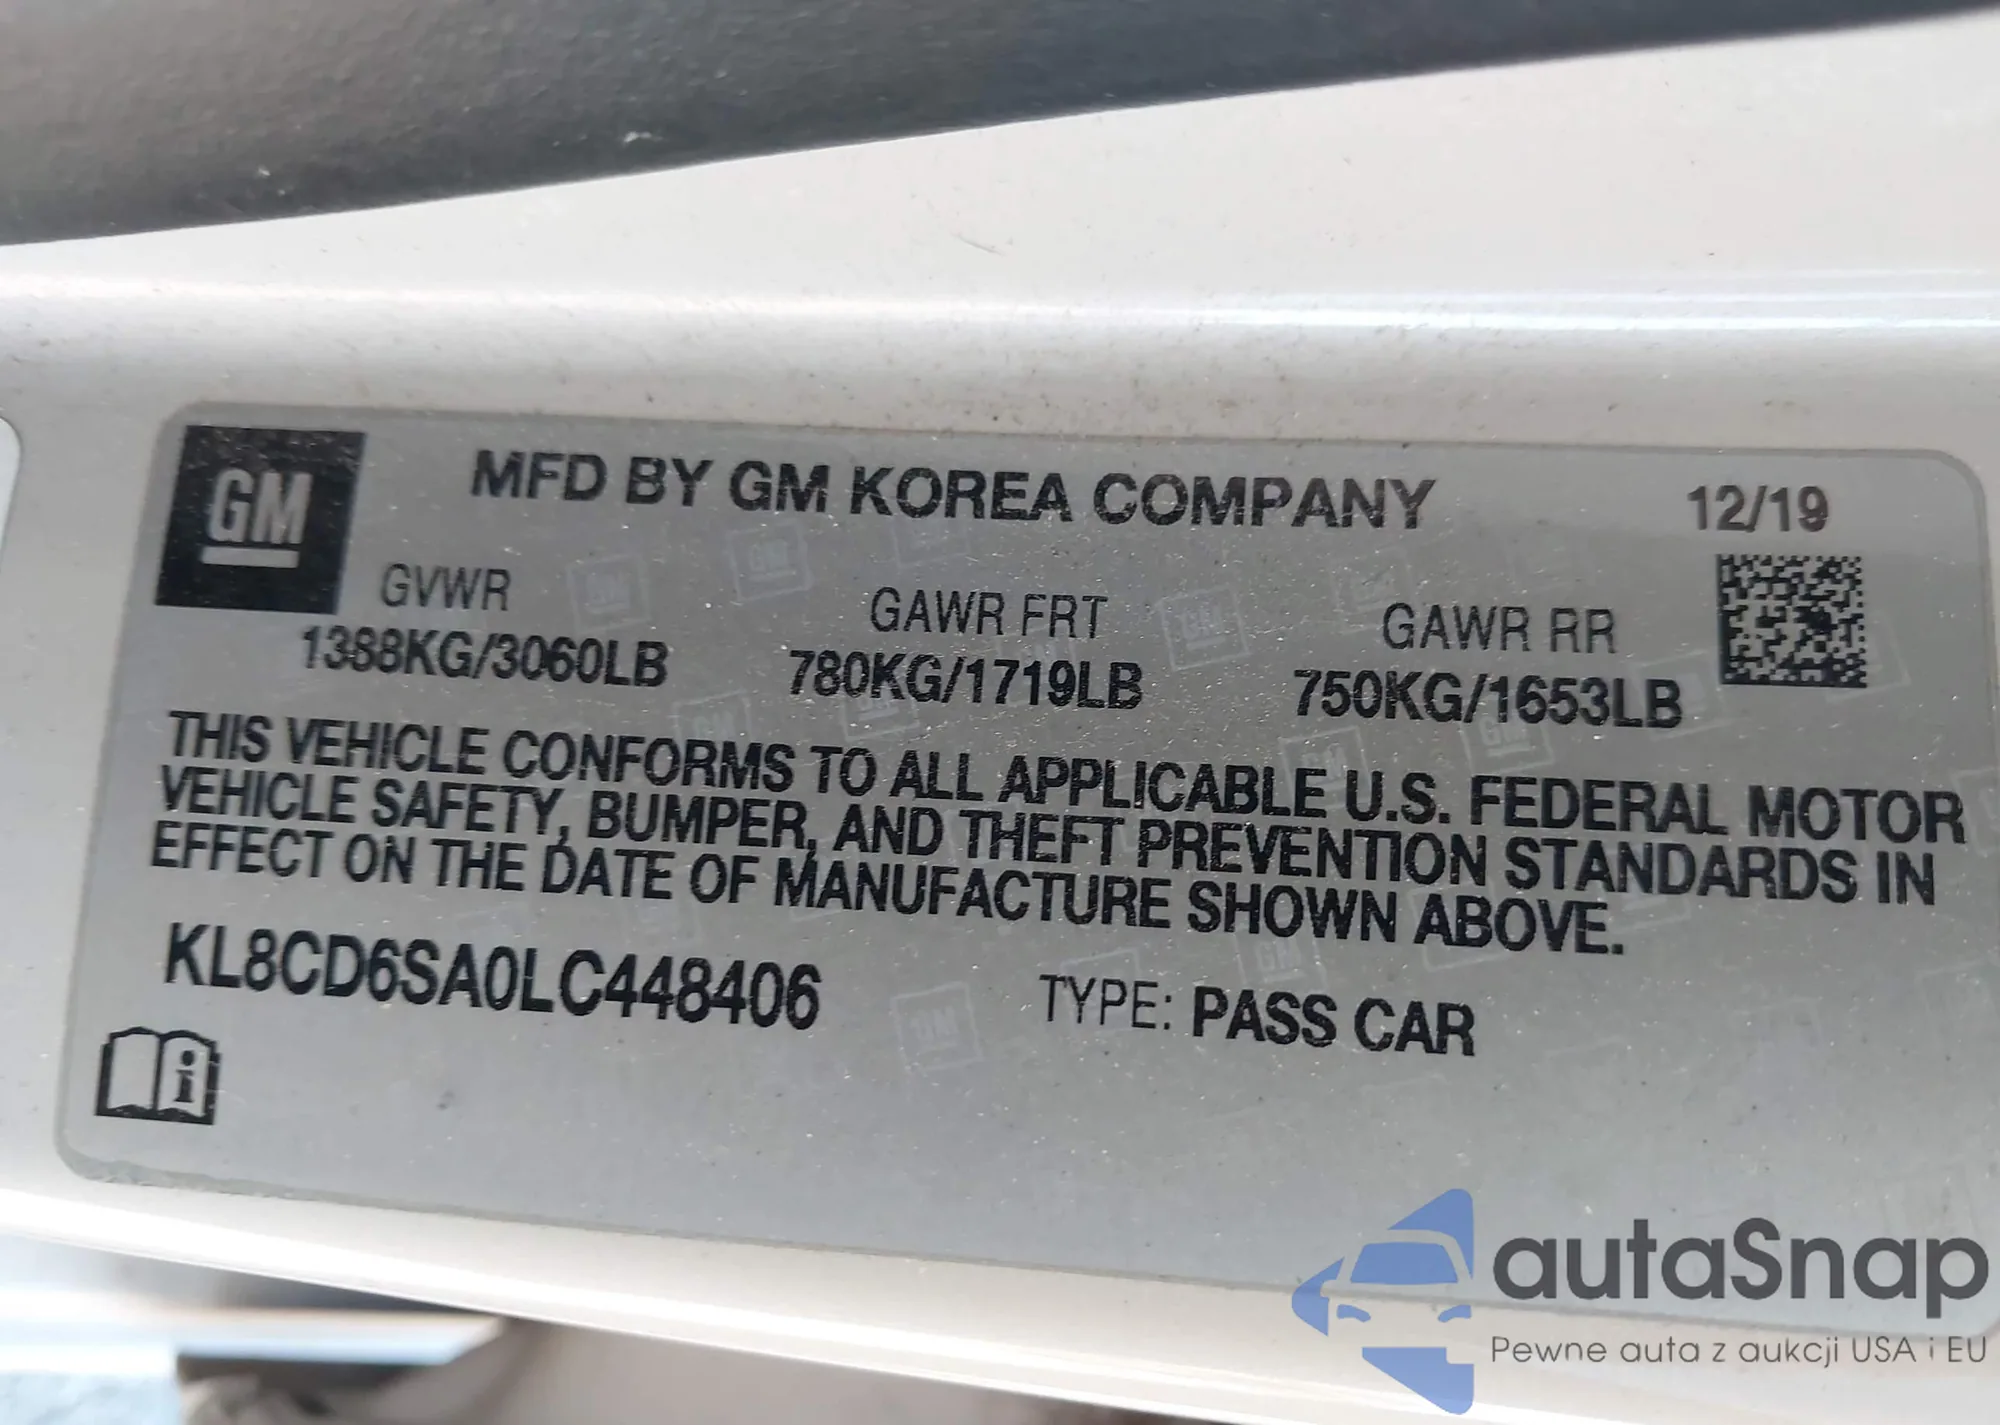 GM
MFD BY GM KOREA COMPANY
12/19
GVWR
GAWR FRT
GAWR RR
1388KG/3060LB
780KG/1719LB
750KG/1653LB
THIS VEHICLE CONFORMS TO ALL APPLICABLE U.S. FEDERAL MOTOR
VEHICLE SAFETY, BUMPER, AND THEFT PREVENTION STANDARDS IN
EFFECT ON THE DATE OF MANUFACTURE SHOWN ABOVE.
KL8CD6SA0LC448406
TYPE: PASS CAR
autaSnap
Pewne auta z aukcji USA i EU